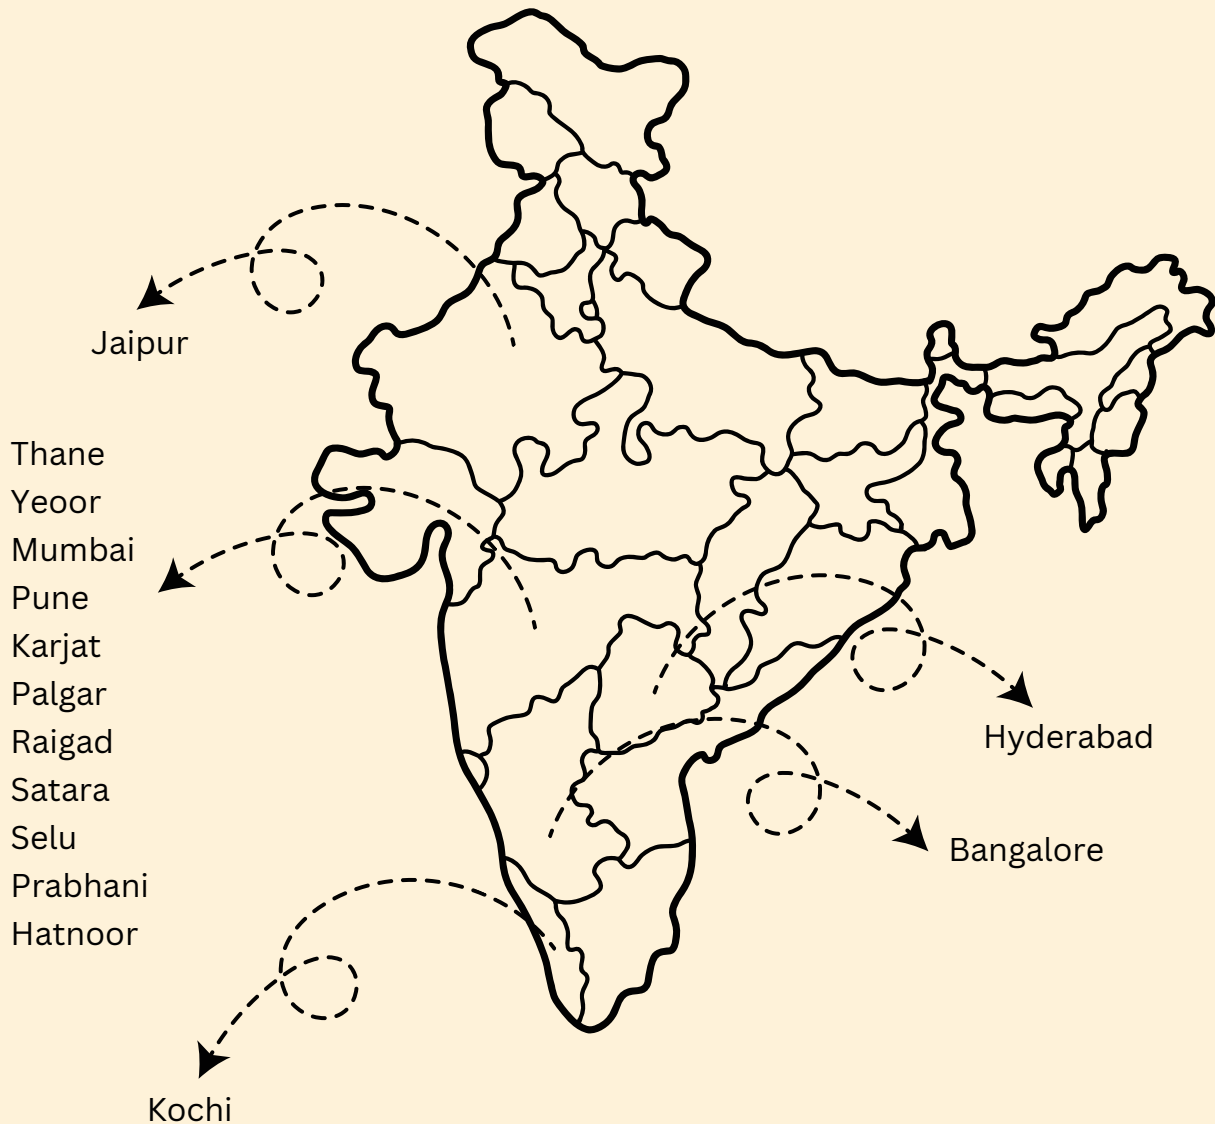 Jaipur
Thane
Yeoor
Mumbai
Pune
Karjat
Palgar
Raigad
Satara
Selu
Prabhani
Hatnoor
Hyderabad
Bangalore
Kochi